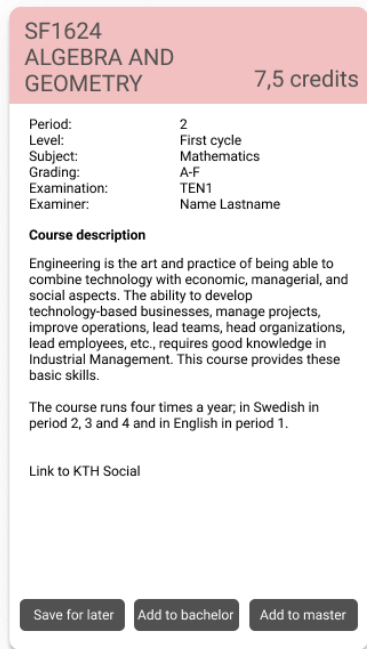 SF1624
ALGEBRA AND
GEOMETRY
7,5 credits
Period: 2
Level: First cycle
Subject: Mathematics
Grading: A-F
Examination: TEN1
Examiner: Name Lastname
Course description
Engineering is the art and practice of being able to
combine technology with economic, managerial, and
social aspects. The ability to develop
technology-based businesses, manage projects,
improve operations, lead teams, head organizations,
lead employees, etc., requires good knowledge in
Industrial Management. This course provides these
basic skills.
The course runs four times a year; in Swedish in
period 2, 3 and 4 and in English in period 1.
Link to KTH Social
Save for later Add to bachelor Add to master